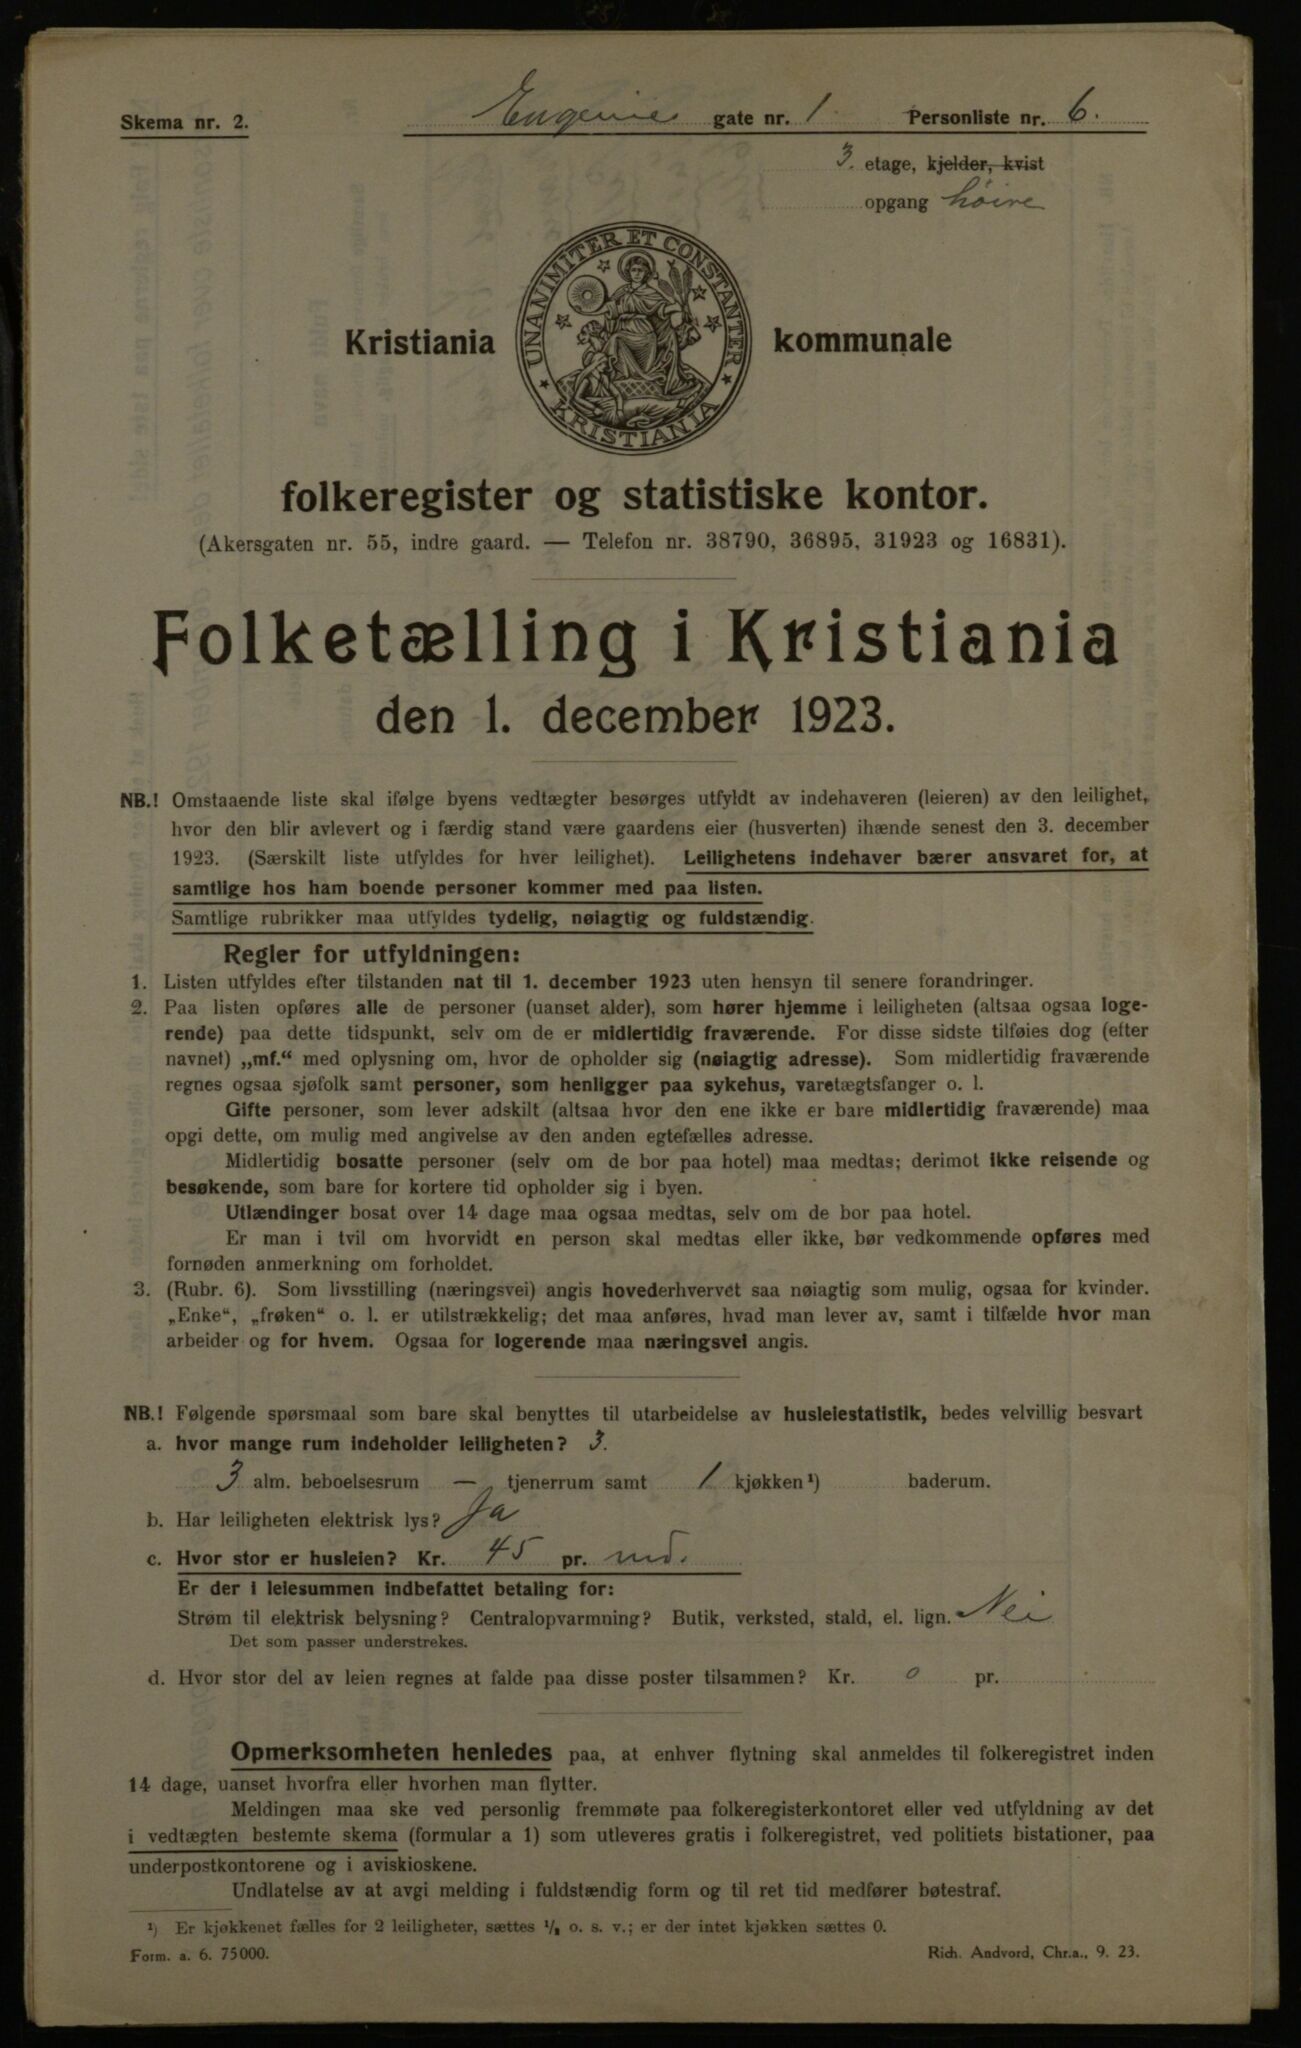 Skema nr. 2.
Eugenies gate nr. 1 Personliste nr. 6.
3. etage, kjelder, kvist
opgang høire
UNANIMITER ET CONSTANTER
KRISTIANIA
Kristiania kommunale
folkeregister og statistiske kontor.
(Akersgaten nr. 55, indre gaard. — Telefon nr. 38790, 36895, 31923 og 16831).
Folketælling i Kristiania
den 1. december 1923.
NB.! Omstaaende liste skal ifølge byens vedtægter besørges utfyldt av indehaveren (leieren) av den leilighet,
hvor den blir avlevert og i færdig stand være gaardens eier (husverten) ihænde senest den 3. december
1923. (Særskilt liste utfyldes for hver leilighet). Leilighetens indehaver bærer ansvaret for, at
samtlige hos ham boende personer kommer med paa listen.
Samtlige rubrikker maa utfyldes tydelig, nøiagtig og fuldstændig.
Regler for utfyldningen:
1. Listen utfyldes efter tilstanden nat til 1. december 1923 uten hensyn til senere forandringer.
2. Paa listen opføres alle de personer (uanset alder), som hører hjemme i leiligheten (altsaa ogsaa loge-
rende) paa dette tidspunkt, selv om de er midlertidig fraværende. For disse sidste tilføies dog (efter
navnet) „mf.“ med oplysning om, hvor de opholder sig (nøiagtig adresse). Som midlertidig fraværende
regnes ogsaa sjøfolk samt personer, som henligger paa sykehus, varetægtsfanger o. l.
Gifte personer, som lever adskilt (altsaa hvor den ene ikke er bare midlertidig fraværende) maa
opgi dette, om mulig med angivelse av den anden egtefælles adresse.
Midlertidig bosatte personer (selv om de bor paa hotel) maa medtas; derimot ikke reisende og
besøkende, som bare for kortere tid opholder sig i byen.
Utlændinger bosat over 14 dage maa ogsaa medtas, selv om de bor paa hotel.
Er man i tvil om hvorvidt en person skal medtas eller ikke, bør vedkommende opføres med
fornøden anmerkning om forholdet.
3. (Rubr. 6). Som livsstilling (næringsvei) angis hovederhvervet saa nøiagtig som mulig, ogsaa for kvinder.
„Enke“, „frøken“ o. l. er utilstrækkelig; det maa anføres, hvad man lever av, samt i tilfælde hvor man
arbeider og for hvem. Ogsaa for logerende maa næringsvei angis.
NB.! Følgende spørsmaal som bare skal benyttes til utarbeidelse av husleiestatistik, bedes velvillig besvart
a. hvor mange rum indeholder leiligheten? 3.
3 alm. beboelsesrum — tjenerrum samt 1 kjøkken¹) baderum.
b. Har leiligheten elektrisk lys? Ja
c. Hvor stor er husleien? Kr. 45 pr. md.
Er der i leiesummen indbefattet betaling for:
Strøm til elektrisk belysning? Centralopvarmning? Butik, verksted, stald, el. lign. Nei
Det som passer understrekes.
d. Hvor stor del av leien regnes at falde paa disse poster tilsammen? Kr. 0 pr.
Opmerksomheten henledes paa, at enhver flytning skal anmeldes til folkeregistret inden
14 dage, uanset hvorfra eller hvorhen man flytter.
Meldingen maa ske ved personlig fremmøte paa folkeregisterkontoret eller ved utfyldning av det
i vedtægten bestemte skema (formular a 1) som utleveres gratis i folkeregistret, ved politiets bistationer, paa
underpostkontorene og i aviskioskene.
Undlatelse av at avgi melding i fuldstændig form og til ret tid medfører bøtestraf.
¹) Er kjøkkenet fælles for 2 leiligheter, sættes ½ o. s. v.; er der intet kjøkken sættes 0.
Form. a. 6. 75000. Rich. Andvord, Chr.a., 9. 23.